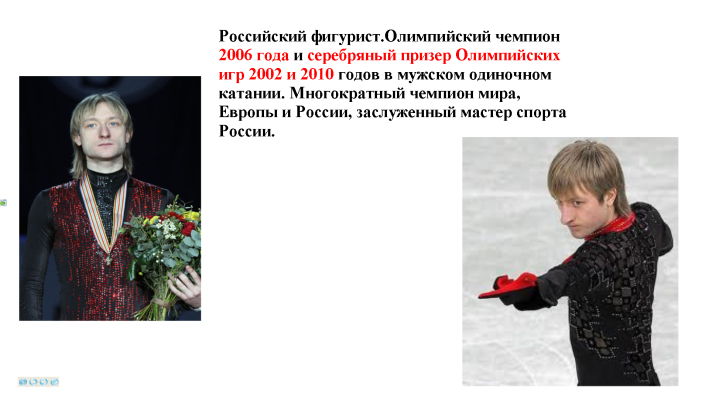 Российский фигурист.Олимпийский чемпион
2006 года и серебряный призер Олимпийских
игр 2002 и 2010 годов в мужском одиночном
катании. Многократный чемпион мира,
Европы и России, заслуженный мастер спорта
России.